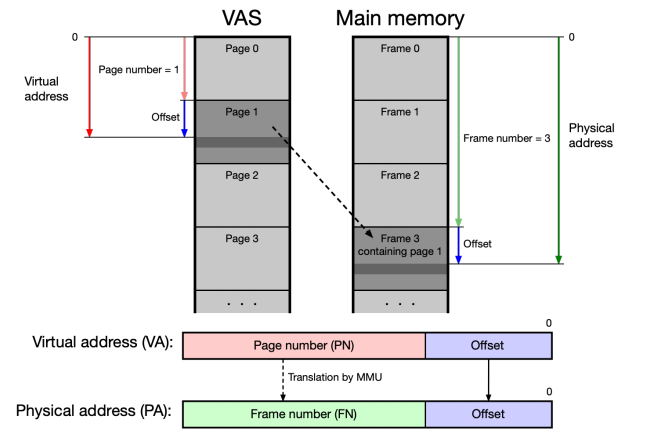 VAS
Main memory
0
0
Page 0
Frame 0
Page number = 1
Virtual
address
Page 1
Frame 1
Offset
Frame number = 3
Physical
address
Page 2
Frame 2
Page 3
Frame 3
containing page 1
Offset
. . .
. . .
0
Virtual address (VA):
Page number (PN)
Offset
Translation by MMU
0
Physical address (PA):
Frame number (FN)
Offset